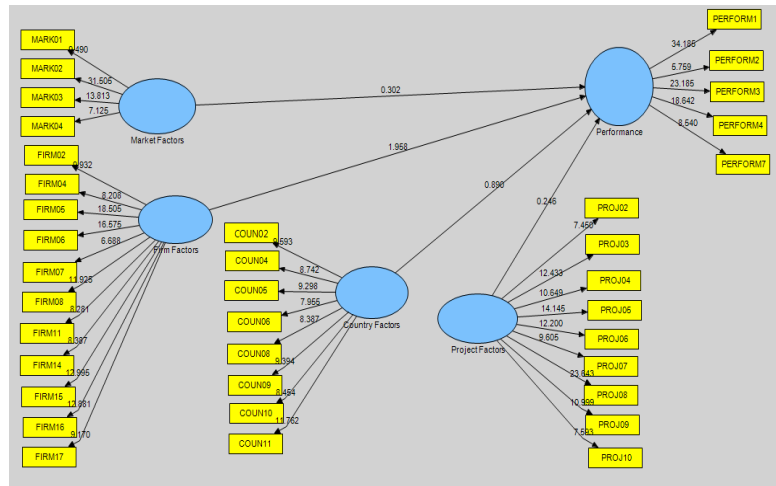 MARK01
9.490
MARK02
31.505
MARK03
13.813
MARK04
7.125
Market Factors
0.302
PERFORM1
34.185
PERFORM2
5.759
PERFORM3
23.185
PERFORM4
18.642
PERFORM7
8.540
Performance
FIRM02
9.932
FIRM04
8.208
FIRM05
18.505
FIRM06
16.575
FIRM07
6.688
FIRM08
11.925
FIRM11
8.281
FIRM14
8.387
FIRM15
12.995
FIRM16
12.881
FIRM17
9.170
Firm Factors
1.958
0.890
0.246
COUN02
9.593
COUN04
8.742
COUN05
9.298
COUN06
7.955
COUN08
8.387
COUN09
9.394
COUN10
8.454
COUN11
11.762
Country Factors
PROJ02
7.456
PROJ03
12.433
PROJ04
10.649
PROJ05
14.145
PROJ06
12.200
PROJ07
9.605
PROJ08
23.643
PROJ09
10.999
PROJ10
7.593
Project Factors